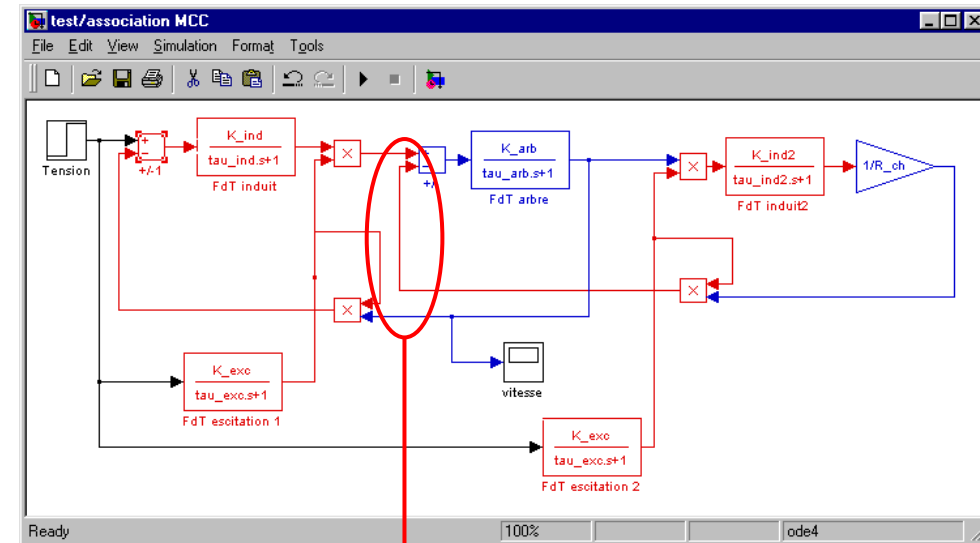 test/association MCC
File Edit View Simulation Format Tools
Tension
+
−
+/-1
K_ind
tau_ind.s+1
FdT induit
×
+
−
+/
K_arb
tau_arb.s+1
FdT arbre
×
K_ind2
tau_ind2.s+1
FdT induit2
1/R_ch
×
×
vitesse
K_exc
tau_exc.s+1
FdT escitation 1
K_exc
tau_exc.s+1
FdT escitation 2
Ready 100% ode4